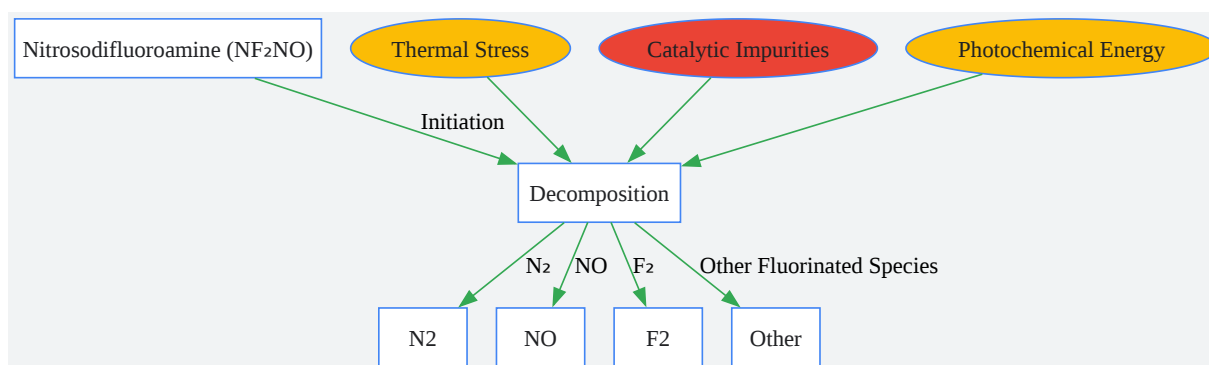 Nitrosodifluoroamine (NF₂NO)
Thermal Stress
Catalytic Impurities
Photochemical Energy
Initiation
Decomposition
N₂
NO
F₂
Other Fluorinated Species
N2
NO
F2
Other